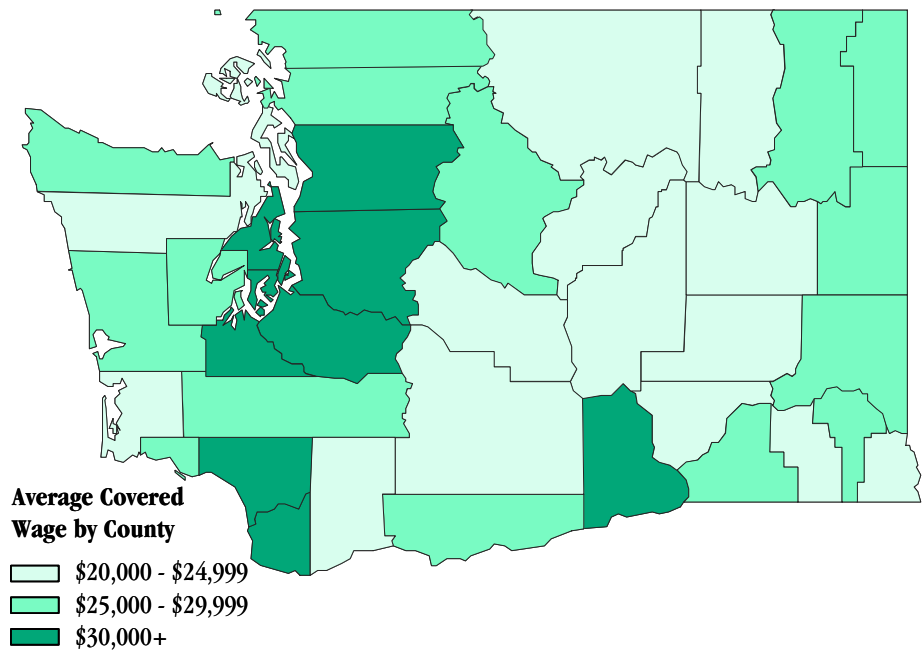 Average Covered
Wage by County
$20,000 - $24,999
$25,000 - $29,999
$30,000+